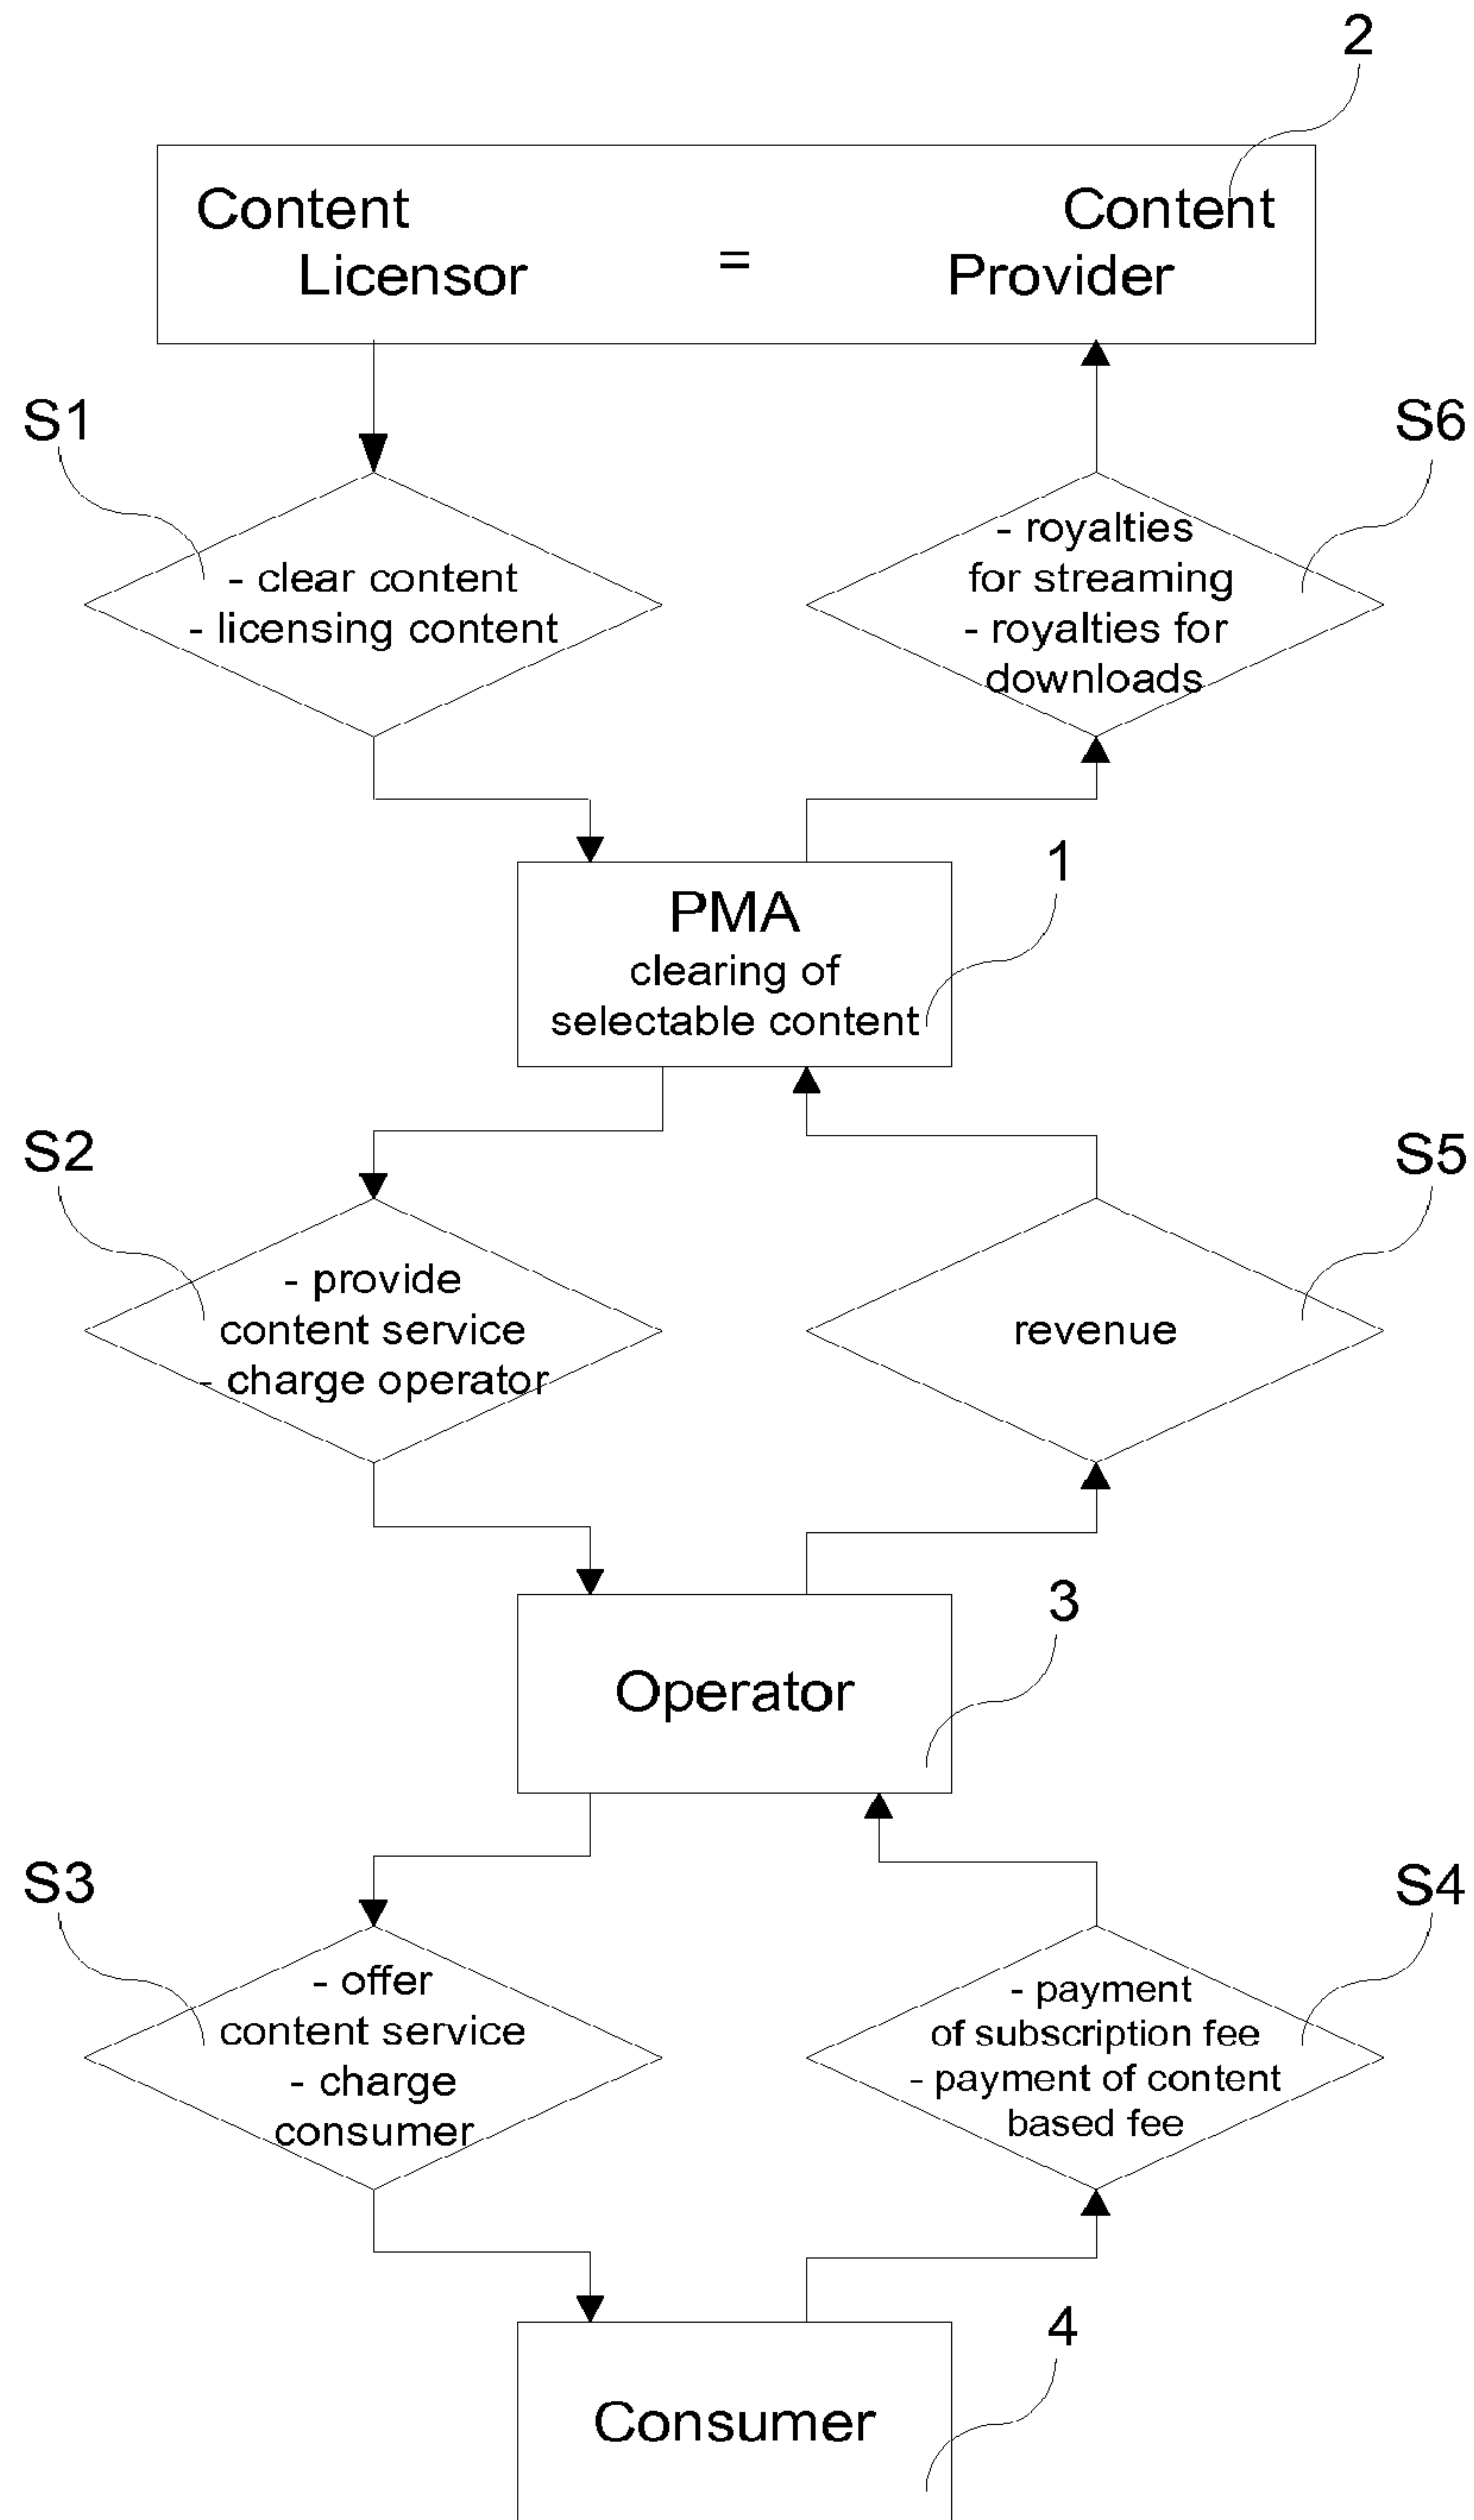 2
Content Content
Licensor = Provider
S1
S6
- clear content
- licensing content
- royalties
for streaming
- royalties for
downloads
1
PMA
clearing of
selectable content
S2
S5
- provide
content service
- charge operator
revenue
3
Operator
S3
S4
- offer
content service
- charge
consumer
- payment
of subscription fee
- payment of content
based fee
4
Consumer